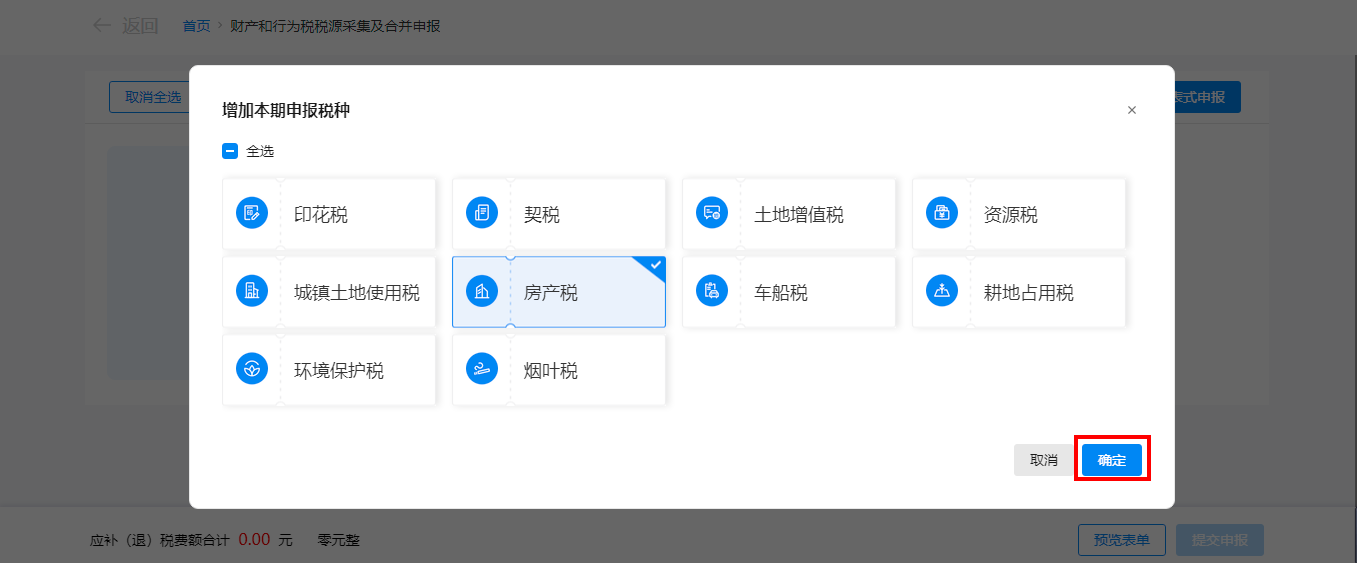 返回 首页 › 财产和行为税税源采集及合并申报
取消全选
表式申报
增加本期申报税种
×
全选
印花税
契税
土地增值税
资源税
城镇土地使用税
房产税
车船税
耕地占用税
环境保护税
烟叶税
取消
确定
应补（退）税费额合计 0.00 元 零元整
预览表单
提交申报